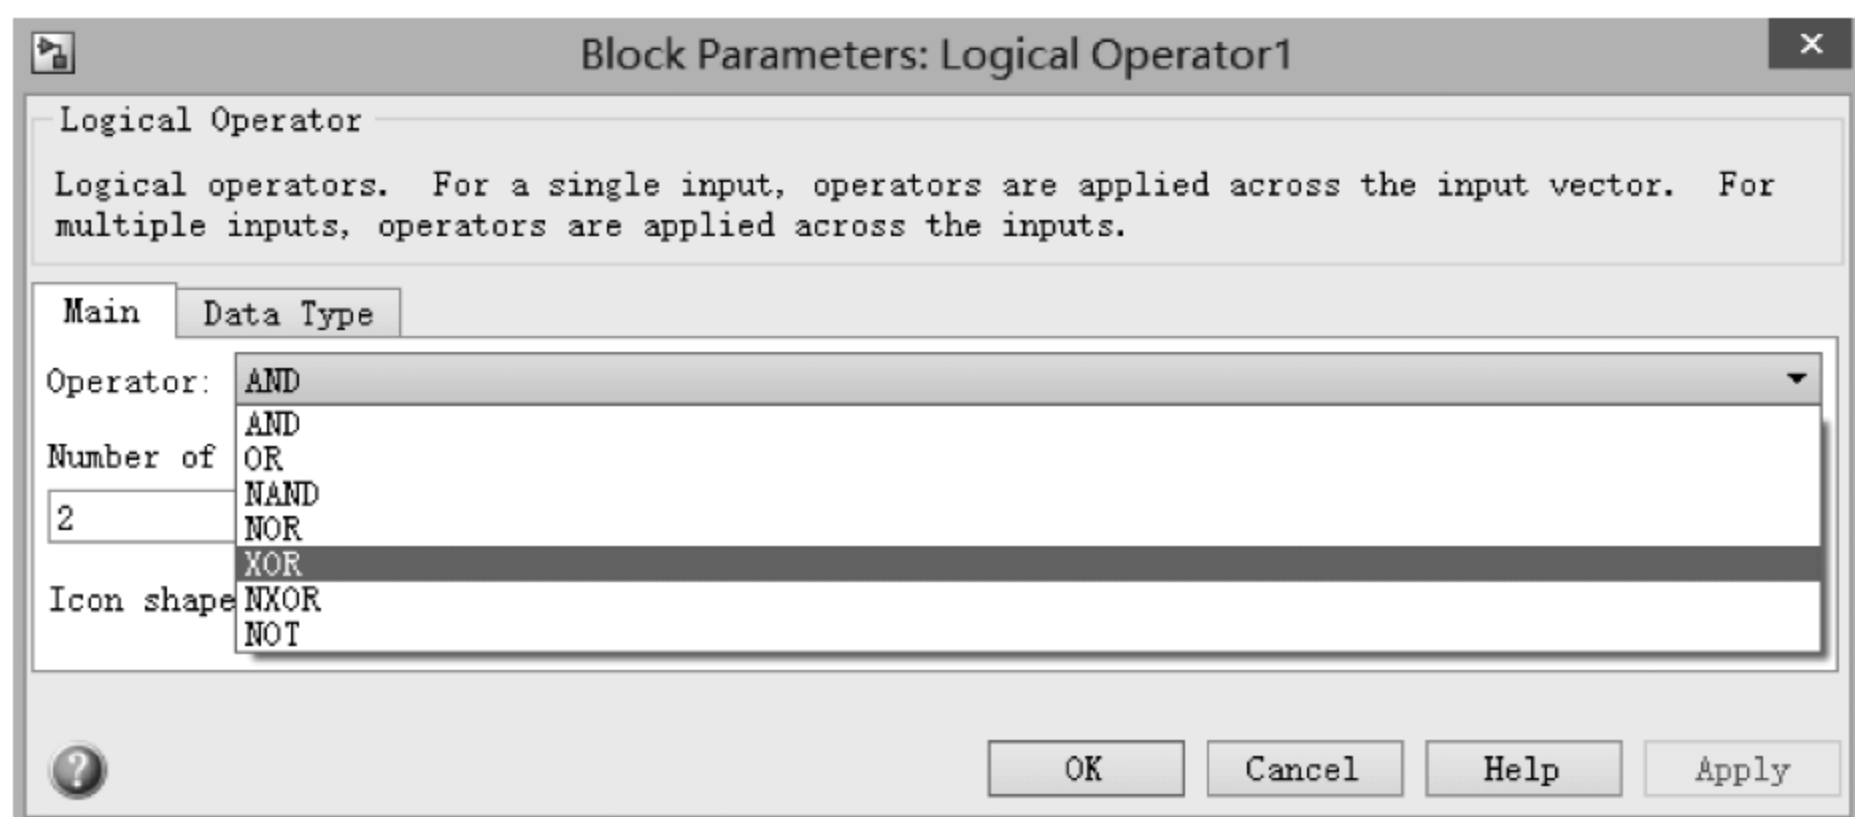 Block Parameters: Logical Operator1
×
Logical Operator
Logical operators. For a single input, operators are applied across the input vector. For
multiple inputs, operators are applied across the inputs.
Main Data Type
Operator: AND
AND
Number of
OR
NAND
2
NOR
XOR
Icon shape
NXOR
NOT
?
OK Cancel Help Apply